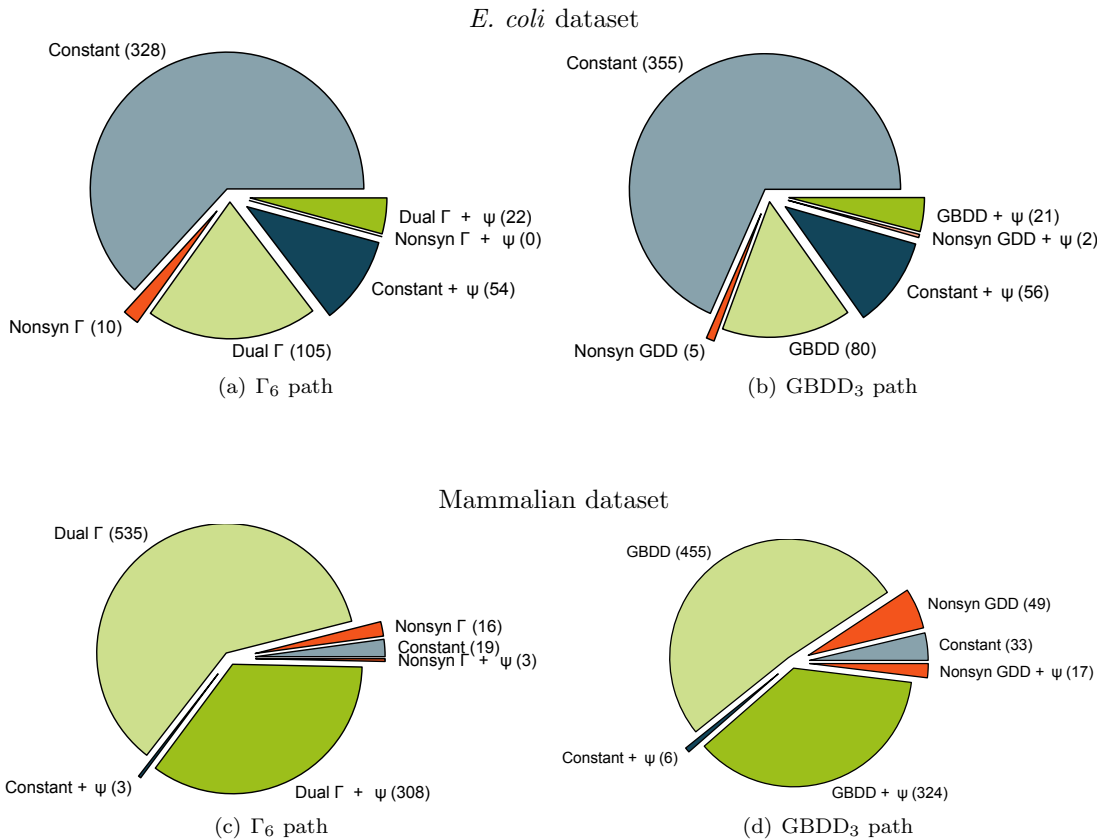 E. coli dataset
Constant (328)
Dual Γ + ψ (22)
Nonsyn Γ + ψ (0)
Constant + ψ (54)
Nonsyn Γ (10)
Dual Γ (105)
(a) Γ6 path
Constant (355)
GBDD + ψ (21)
Nonsyn GDD + ψ (2)
Constant + ψ (56)
Nonsyn GDD (5)
GBDD (80)
(b) GBDD3 path
Mammalian dataset
Dual Γ (535)
Nonsyn Γ (16)
Constant (19)
Nonsyn Γ + ψ (3)
Constant + ψ (3)
Dual Γ + ψ (308)
(c) Γ6 path
GBDD (455)
Nonsyn GDD (49)
Constant (33)
Nonsyn GDD + ψ (17)
Constant + ψ (6)
GBDD + ψ (324)
(d) GBDD3 path